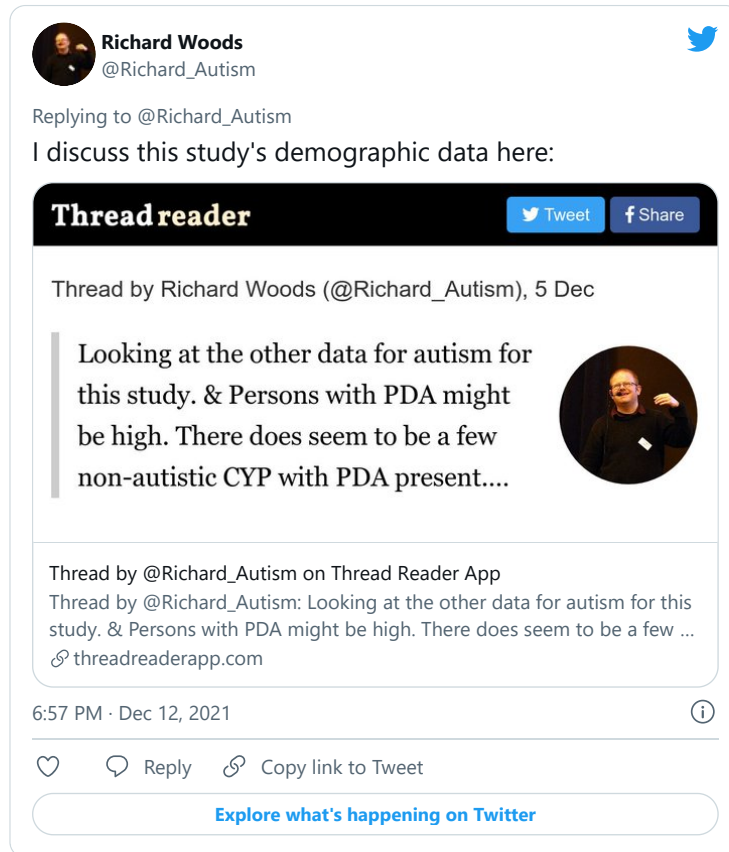 Richard Woods
@Richard_Autism
Replying to @Richard_Autism
I discuss this study's demographic data here:
Threadreader
Tweet
Share
Thread by Richard Woods (@Richard_Autism), 5 Dec
Looking at the other data for autism for
this study. & Persons with PDA might
be high. There does seem to be a few
non-autistic CYP with PDA present....
Thread by @Richard_Autism on Thread Reader App
Thread by @Richard_Autism: Looking at the other data for autism for this
study. & Persons with PDA might be high. There does seem to be a few ...
threadreaderapp.com
6:57 PM · Dec 12, 2021
Reply
Copy link to Tweet
Explore what's happening on Twitter